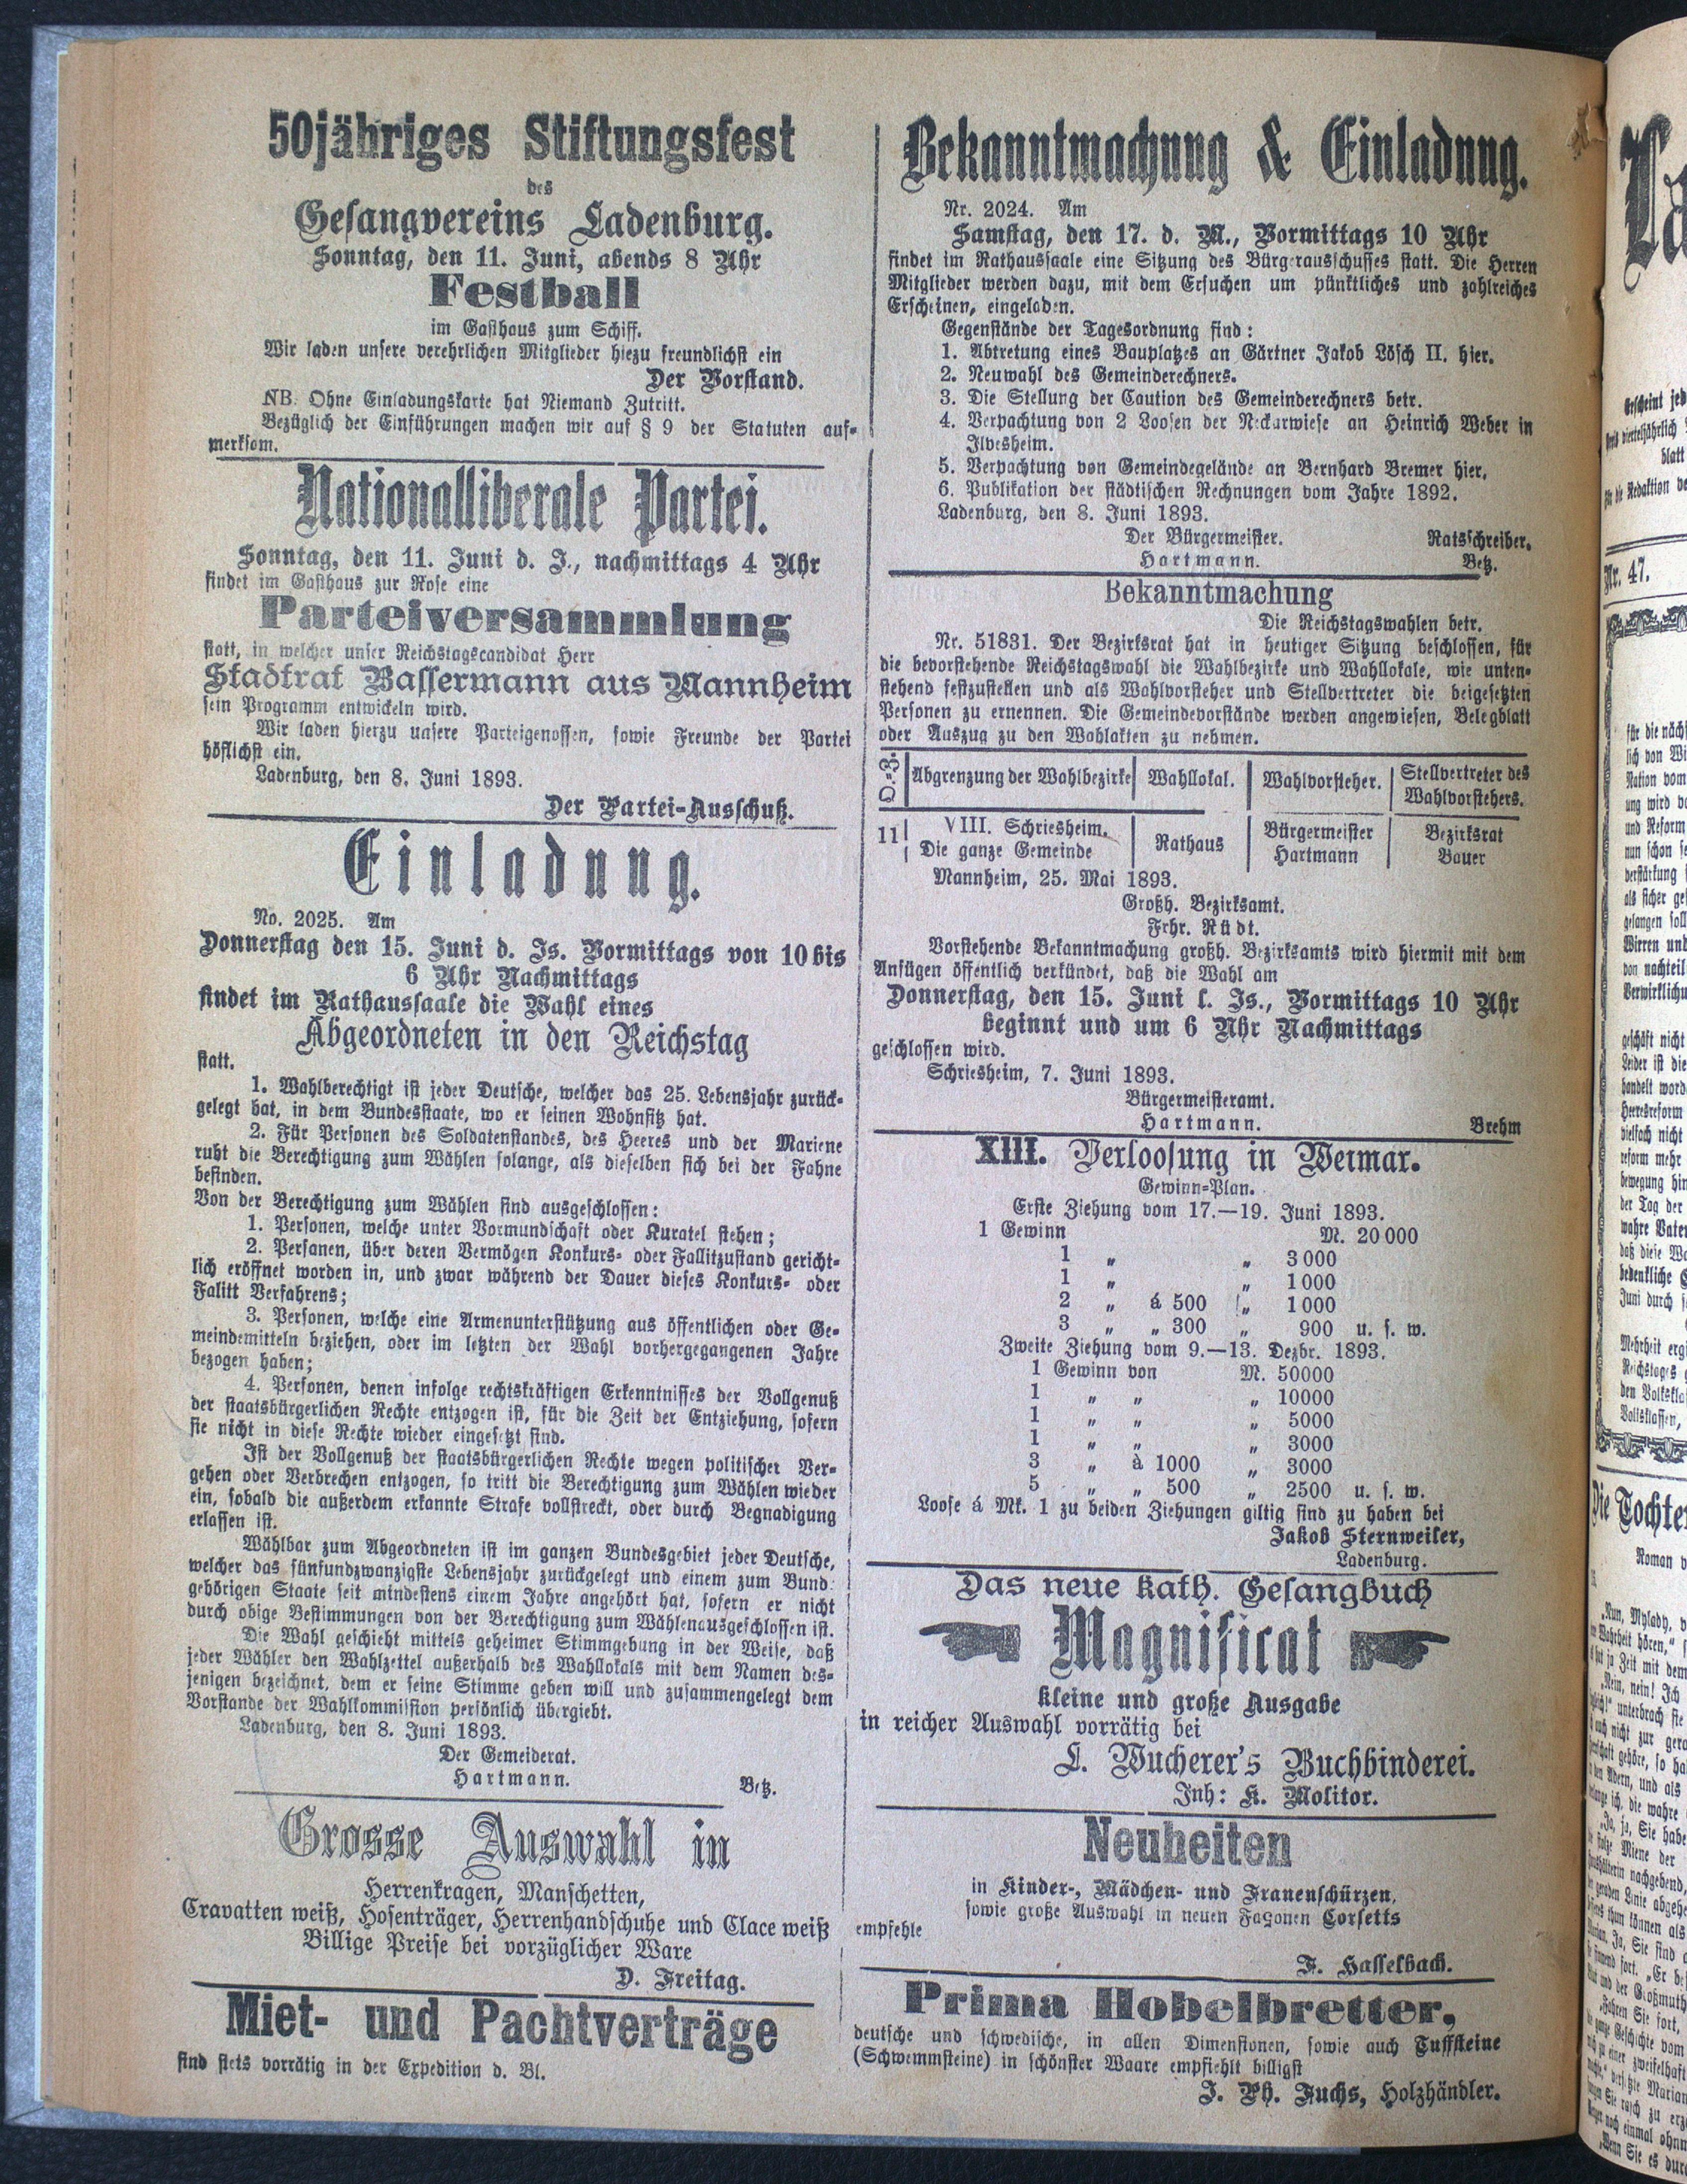 50jähriges Stiftungsfest
des
Gesangvereins Ladenburg.
Sonntag, den 11. Juni, abends 8 Uhr
Festball
im Gasthaus zum Schiff.
Wir laden unsere verehrlichen Mitglieder hiezu freundlichst ein
Der Vorstand.
NB. Ohne Einladungskarte hat Niemand Zutritt.
Bezüglich der Einführungen machen wir auf § 9 der Statuten auf-
merksam.
Nationalliberale Partei.
Sonntag, den 11. Juni d. J., nachmittags 4 Uhr
findet im Gasthaus zur Rose eine
Parteiversammlung
statt, in welcher unser Reichstagscandidat Herr
Stadtrat Bassermann aus Mannheim
sein Programm entwickeln wird.
Wir laden hierzu unsere Parteigenossen, sowie Freunde der Partei
höflichst ein.
Ladenburg, den 8. Juni 1893.
Der Partei-Ausschuß.
Einladung.
No. 2025. Am
Donnerstag den 15. Juni d. Js. Vormittags von 10 bis
6 Uhr Nachmittags
findet im Rathaussaale die Wahl eines
Abgeordneten in den Reichstag
statt.
1. Wahlberechtigt ist jeder Deutsche, welcher das 25. Lebensjahr zurück-
gelegt hat, in dem Bundesstaate, wo er seinen Wohnsitz hat.
2. Für Personen des Soldatenstandes, des Heeres und der Mariene
ruht die Berechtigung zum Wählen solange, als dieselben sich bei der Fahne
befinden.
Von der Berechtigung zum Wählen sind ausgeschlossen:
1. Personen, welche unter Vormundschaft oder Kuratel stehen;
2. Persanen, über deren Vermögen Konkurs- oder Fallitzustand gericht-
lich eröffnet worden in, und zwar während der Dauer dieses Konkurs- oder
Falitt Verfahrens;
3. Personen, welche eine Armenunterstützung aus öffentlichen oder Ge-
meindemitteln beziehen, oder im letzten der Wahl vorhergegangenen Jahre
bezogen haben;
4. Personen, denen infolge rechtskräftigen Erkenntnisses der Vollgenuß
der staatsbürgerlichen Rechte entzogen ist, für die Zeit der Entziehung, sofern
sie nicht in diese Rechte wieder eingesetzt sind.
Ist der Vollgenuß der staatsbürgerlichen Rechte wegen politischer Ver-
gehen oder Verbrechen entzogen, so tritt die Berechtigung zum Wählen wieder
ein, sobald die außerdem erkannte Strafe vollstreckt, oder durch Begnadigung
erlassen ist.
Wählbar zum Abgeordneten ist im ganzen Bundesgebiet jeder Deutsche,
welcher das fünfundzwanzigste Lebensjahr zurückgelegt und einem zum Bund
gehörigen Staate seit mindestens einem Jahre angehört hat, sofern er nicht
durch obige Bestimmungen von der Berechtigung zum Wählenausgeschlossen ist.
Die Wahl geschieht mittels geheimer Stimmgebung in der Weise, daß
jeder Wähler den Wahlzettel außerhalb des Wahllokals mit dem Namen des-
jenigen bezeichnet, dem er seine Stimme geben will und zusammengelegt dem
Vorstande der Wahlkommission persönlich übergiebt.
Ladenburg, den 8. Juni 1893.
Der Gemeiderat.
Hartmann.
Betz.
Grosse Auswahl in
Herrenkragen, Manschetten,
Cravatten weiß, Hosenträger, Herrenhandschuhe und Clace weiß
Billige Preise bei vorzüglicher Ware
D. Freitag.
Miet- und Pachtverträge
sind stets vorrätig in der Expedition d. Bl.
Bekanntmachung & Einladung.
Nr. 2024. Am
Samstag, den 17. d. M., Vormittags 10 Uhr
findet im Rathaussaale eine Sitzung des Bürgerausschusses statt. Die Herren
Mitglieder werden dazu, mit dem Ersuchen um pünktliches und zahlreiches
Erscheinen, eingeladen.
Gegenstände der Tagesordnung sind:
1. Abtretung eines Bauplatzes an Gärtner Jakob Lösch II. hier.
2. Neuwahl des Gemeinderechners.
3. Die Stellung der Caution des Gemeinderechners betr.
4. Verpachtung von 2 Loosen der Neckarwiese an Heinrich Weber in
Ilvesheim.
5. Verpachtung von Gemeindegelände an Bernhard Bremer hier.
6. Publikation der städtischen Rechnungen vom Jahre 1892.
Ladenburg, den 8. Juni 1893.
Der Bürgermeister. Ratsschreiber.
Hartmann. Betz.
Bekanntmachung
Die Reichstagswahlen betr.
Nr. 51831. Der Bezirksrat hat in heutiger Sitzung beschlossen, für
die bevorstehende Reichstagswahl die Wahlbezirke und Wahllokale, wie unten-
stehend festzustellen und als Wahlvorsteher und Stellvertreter die beigesetzten
Personen zu ernennen. Die Gemeindevorstände werden angewiesen, Belegblatt
oder Auszug zu den Wahlakten zu nehmen.
O.-Z. Abgrenzung der Wahlbezirke Wahllokal. Wahlvorsteher. Stellvertreter des
Wahlvorstehers.
11 VIII. Schriesheim. Rathaus Bürgermeister Bezirksrat
Die ganze Gemeinde Hartmann Bauer
Mannheim, 25. Mai 1893.
Großh. Bezirksamt.
Frhr. Rüdt.
Vorstehende Bekanntmachung großh. Bezirksamts wird hiermit mit dem
Anfügen öffentlich verkündet, daß die Wahl am
Donnerstag, den 15. Juni l. Js., Vormittags 10 Uhr
beginnt und um 6 Uhr Nachmittags
geschlossen wird.
Schriesheim, 7. Juni 1893.
Bürgermeisteramt.
Hartmann. Brehm
XIII. Verloosung in Weimar.
Gewinn-Plan.
Erste Ziehung vom 17.—19. Juni 1893.
1 Gewinn M. 20 000
1 „ „ 3 000
1 „ „ 1 000
2 „ á 500 „ 1 000
3 „ „ 300 „ 900 u. s. w.
Zweite Ziehung vom 9.—13. Dezbr. 1893.
1 Gewinn von M. 50000
1 „ „ „ 10000
1 „ „ „ 5000
1 „ „ „ 3000
3 „ à 1000 „ 3000
5 „ „ 500 „ 2500 u. s. w.
Loose á Mk. 1 zu beiden Ziehungen giltig sind zu haben bei
Jakob Sternweiler,
Ladenburg.
Das neue kath. Gesangbuch
Magnificat
kleine und große Ausgabe
in reicher Auswahl vorrätig bei
L. Wucherer's Buchbinderei.
Inh: K. Molitor.
Neuheiten
in Kinder-, Mädchen- und Frauenschürzen,
sowie große Auswahl in neuen Façonen Corsetts
empfehle
F. Hasselbach.
Prima Hobelbretter,
deutsche und schwedische, in allen Dimensionen, sowie auch Tuffsteine
(Schwemmsteine) in schönster Waare empfiehlt billigst
J. Ph. Fuchs, Holzhändler.
Nr. 47.